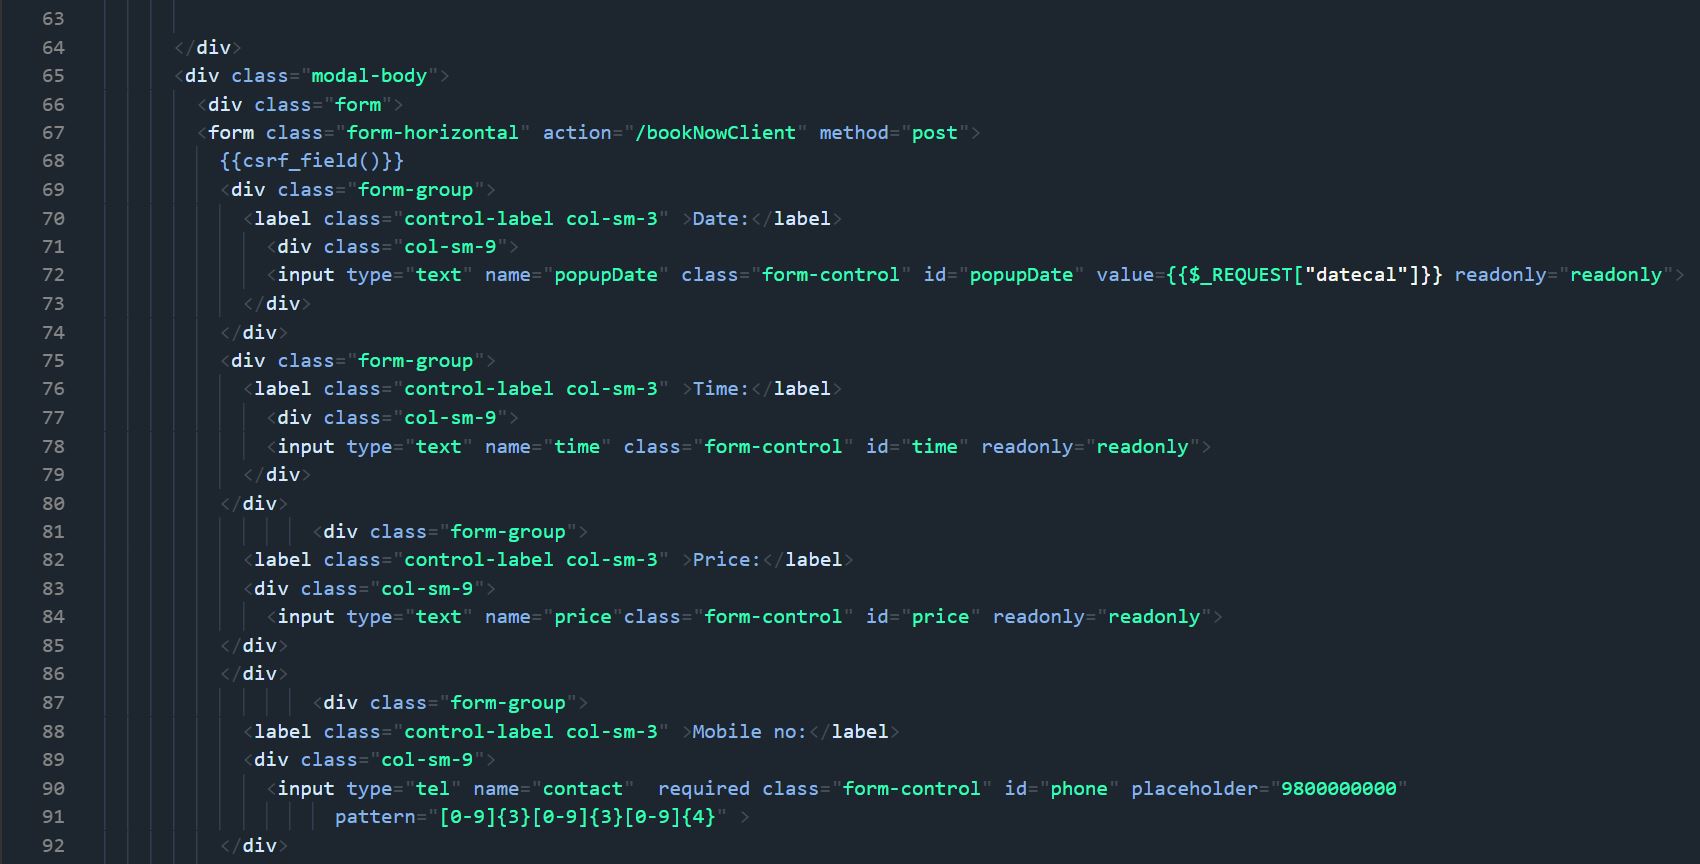 63
64 </div>
65 <div class="modal-body">
66 <div class="form">
67 <form class="form-horizontal" action="/bookNowClient" method="post">
68 {{csrf_field()}}
69 <div class="form-group">
70 <label class="control-label col-sm-3" >Date:</label>
71 <div class="col-sm-9">
72 <input type="text" name="popupDate" class="form-control" id="popupDate" value={{$_REQUEST["datecal"]}} readonly="readonly">
73 </div>
74 </div>
75 <div class="form-group">
76 <label class="control-label col-sm-3" >Time:</label>
77 <div class="col-sm-9">
78 <input type="text" name="time" class="form-control" id="time" readonly="readonly">
79 </div>
80 </div>
81 <div class="form-group">
82 <label class="control-label col-sm-3" >Price:</label>
83 <div class="col-sm-9">
84 <input type="text" name="price"class="form-control" id="price" readonly="readonly">
85 </div>
86 </div>
87 <div class="form-group">
88 <label class="control-label col-sm-3" >Mobile no:</label>
89 <div class="col-sm-9">
90 <input type="tel" name="contact"  required class="form-control" id="phone" placeholder="9800000000"
91 pattern="[0-9]{3}[0-9]{3}[0-9]{4}" >
92 </div>